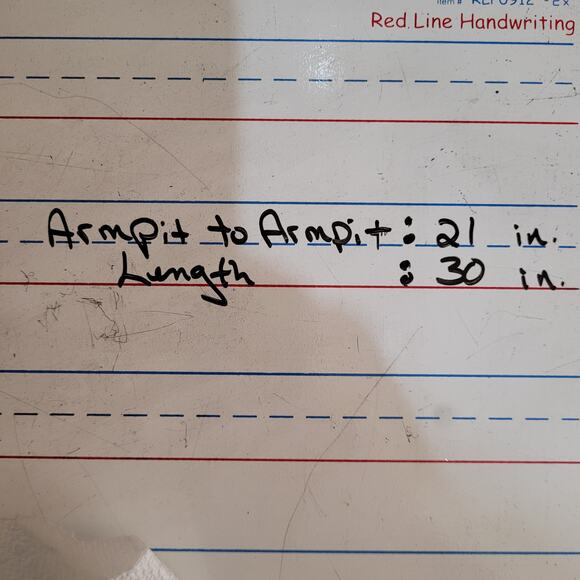 Red Line Handwriting
Armpit to Armpit : 21 in.
Length : 30 in.